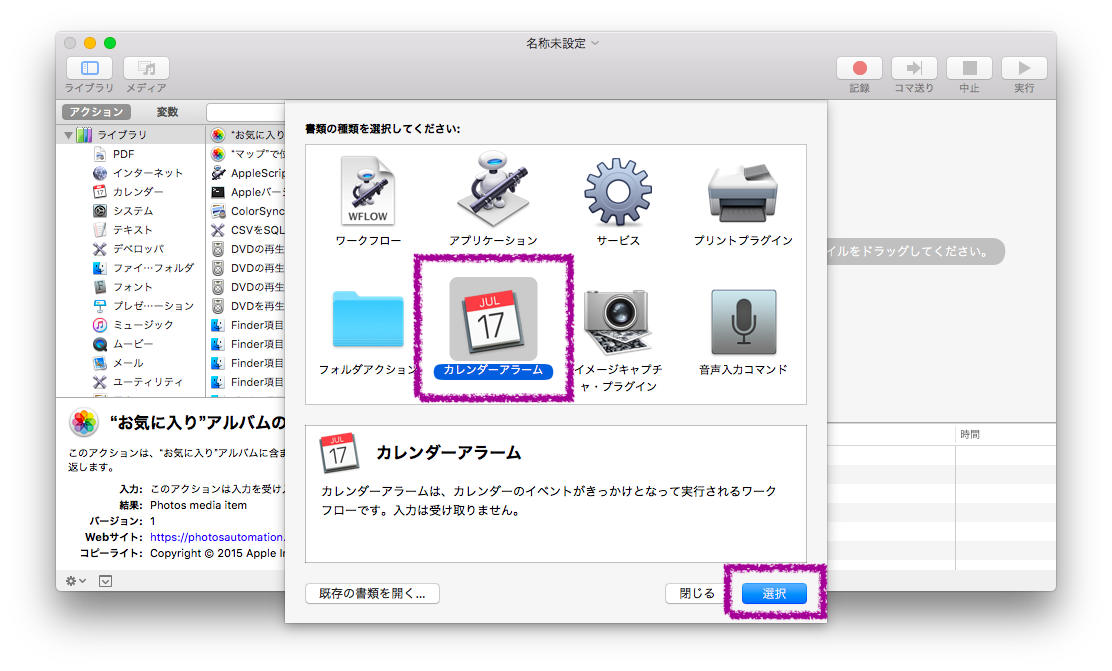 名称未設定
ライブラリ
メディア
記録
コマ送り
中止
実行
アクション
変数
ライブラリ
PDF
インターネット
カレンダー
システム
テキスト
デベロッパ
ファイ…フォルダ
フォント
プレゼ…ーション
ミュージック
ムービー
メール
ユーティリティ
"お気に入り
"マップ"で
AppleScrip
Appleバー
ColorSync
CSVをSQL
DVDの再生
DVDの再生
DVDの再生
DVDを再生
Finder項目
Finder項目
Finder項目
Finder項目
"お気に入り"アルバムの
このアクションは、"お気に入り"アルバムに含ま
返します。
入力: このアクションは入力を受け
結果: Photos media item
バージョン: 1
Webサイト: https://photosautomation.
コピーライト: Copyright © 2015 Apple In
書類の種類を選択してください:
WFLOW
ワークフロー
アプリケーション
サービス
プリントプラグイン
フォルダアクション
JUL
17
カレンダーアラーム
イメージキャプチ
ャ・プラグイン
音声入力コマンド
JUL
17
カレンダーアラーム
カレンダーアラームは、カレンダーのイベントがきっかけとなって実行されるワーク
フローです。入力は受け取りません。
既存の書類を開く...
閉じる
選択
イルをドラッグしてください。
時間